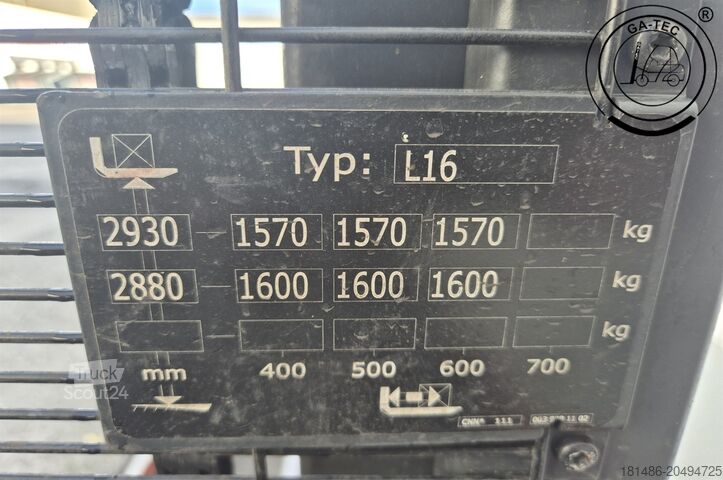 GA-TEC
Typ: L16
2930 1570 1570 1570 kg
2880 1600 1600 1600 kg
kg
mm 400 500 600 700
Truck
Scout24
181486-20494725